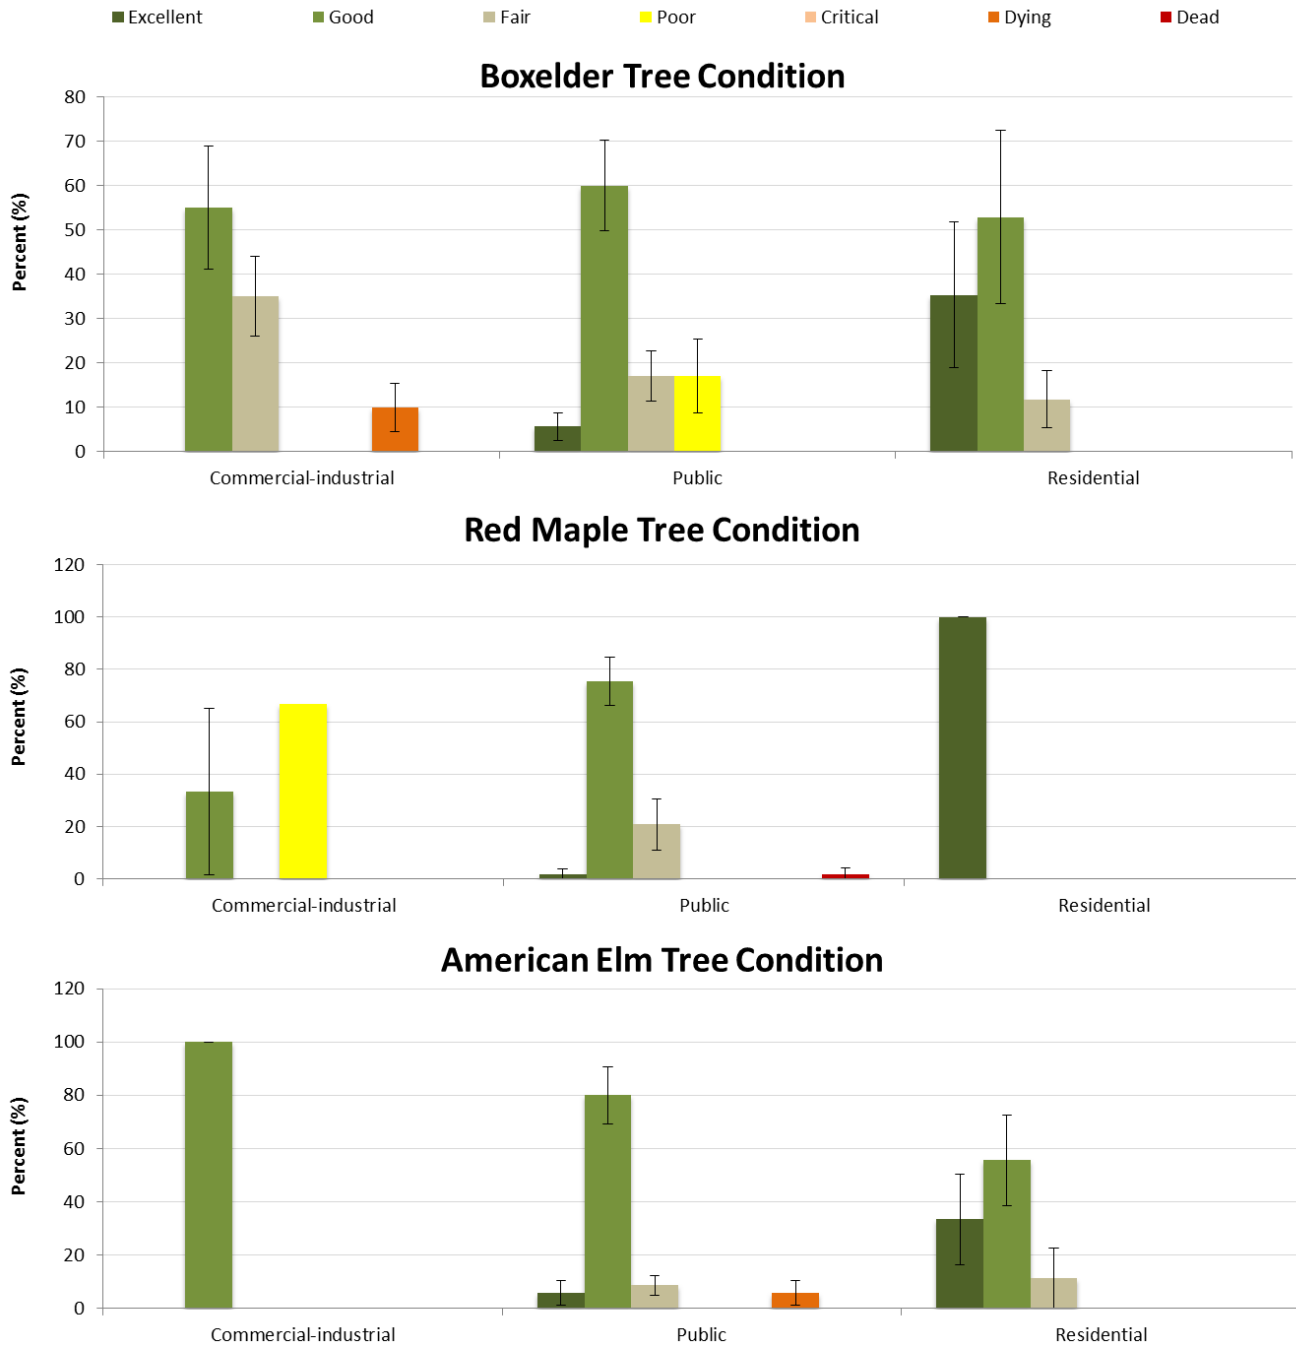 Excellent Good Fair Poor Critical Dying Dead
Boxelder Tree Condition
80
70
60
50
40
30
20
10
0
Percent (%)
Commercial-industrial Public Residential
Red Maple Tree Condition
120
100
80
60
40
20
0
Percent (%)
Commercial-industrial Public Residential
American Elm Tree Condition
120
100
80
60
40
20
0
Percent (%)
Commercial-industrial Public Residential